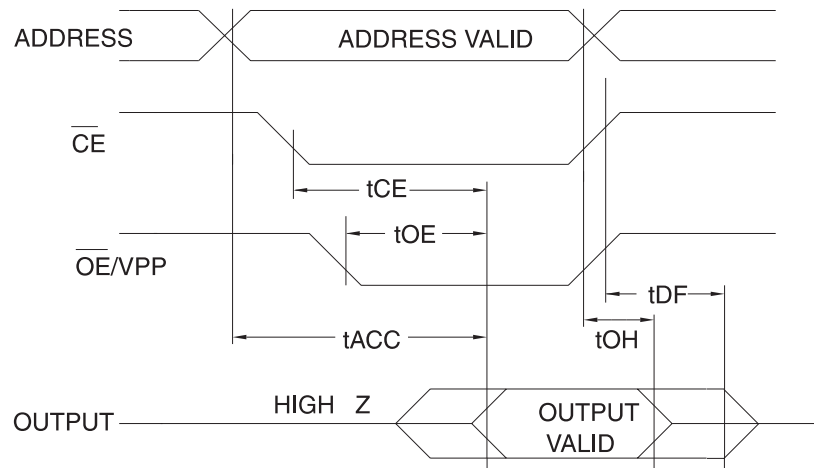 ADDRESS
ADDRESS VALID
CE
tCE
tOE
OE/VPP
tDF
tACC
tOH
HIGH Z
OUTPUT
OUTPUT
VALID